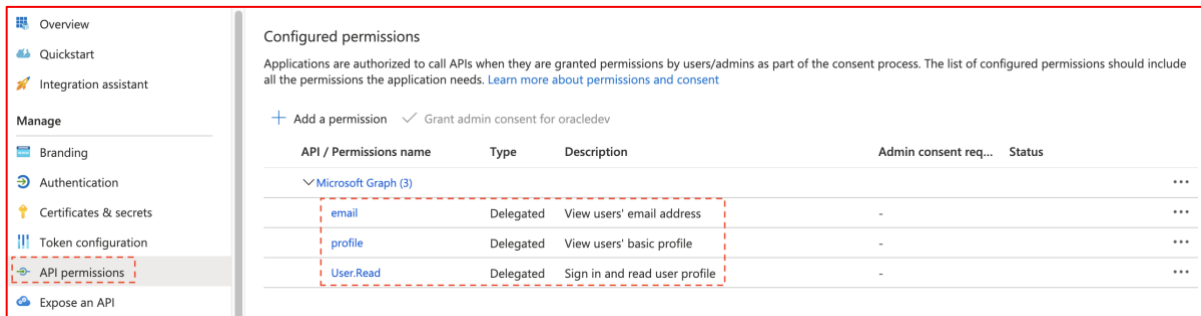 Overview
Quickstart
Integration assistant
Manage
Branding
Authentication
Certificates & secrets
Token configuration
API permissions
Expose an API
Configured permissions
Applications are authorized to call APIs when they are granted permissions by users/admins as part of the consent process. The list of configured permissions should include
all the permissions the application needs. Learn more about permissions and consent
Add a permission Grant admin consent for oracledev
API / Permissions name Type Description Admin consent req... Status
Microsoft Graph (3) ...
email Delegated View users' email address - ...
profile Delegated View users' basic profile - ...
User.Read Delegated Sign in and read user profile - ...